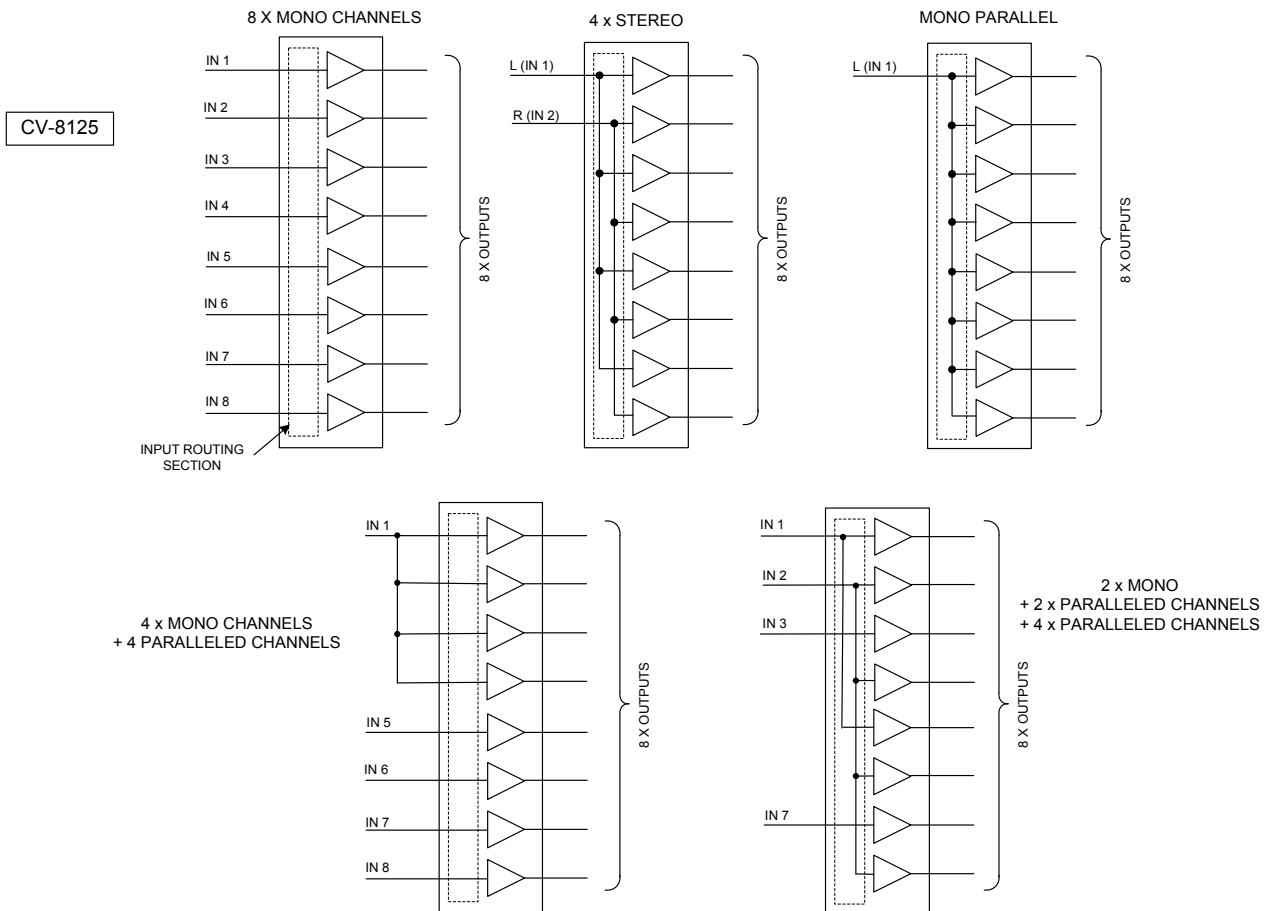 8 X MONO CHANNELS
4 x STEREO
MONO PARALLEL
CV-8125
IN 1
IN 2
IN 3
IN 4
IN 5
IN 6
IN 7
IN 8
INPUT ROUTING
SECTION
8 X OUTPUTS
L (IN 1)
R (IN 2)
8 X OUTPUTS
L (IN 1)
8 X OUTPUTS
4 x MONO CHANNELS
+ 4 PARALLELED CHANNELS
IN 1
IN 5
IN 6
IN 7
IN 8
8 X OUTPUTS
IN 1
IN 2
IN 3
IN 7
8 X OUTPUTS
2 x MONO
+ 2 x PARALLELED CHANNELS
+ 4 x PARALLELED CHANNELS